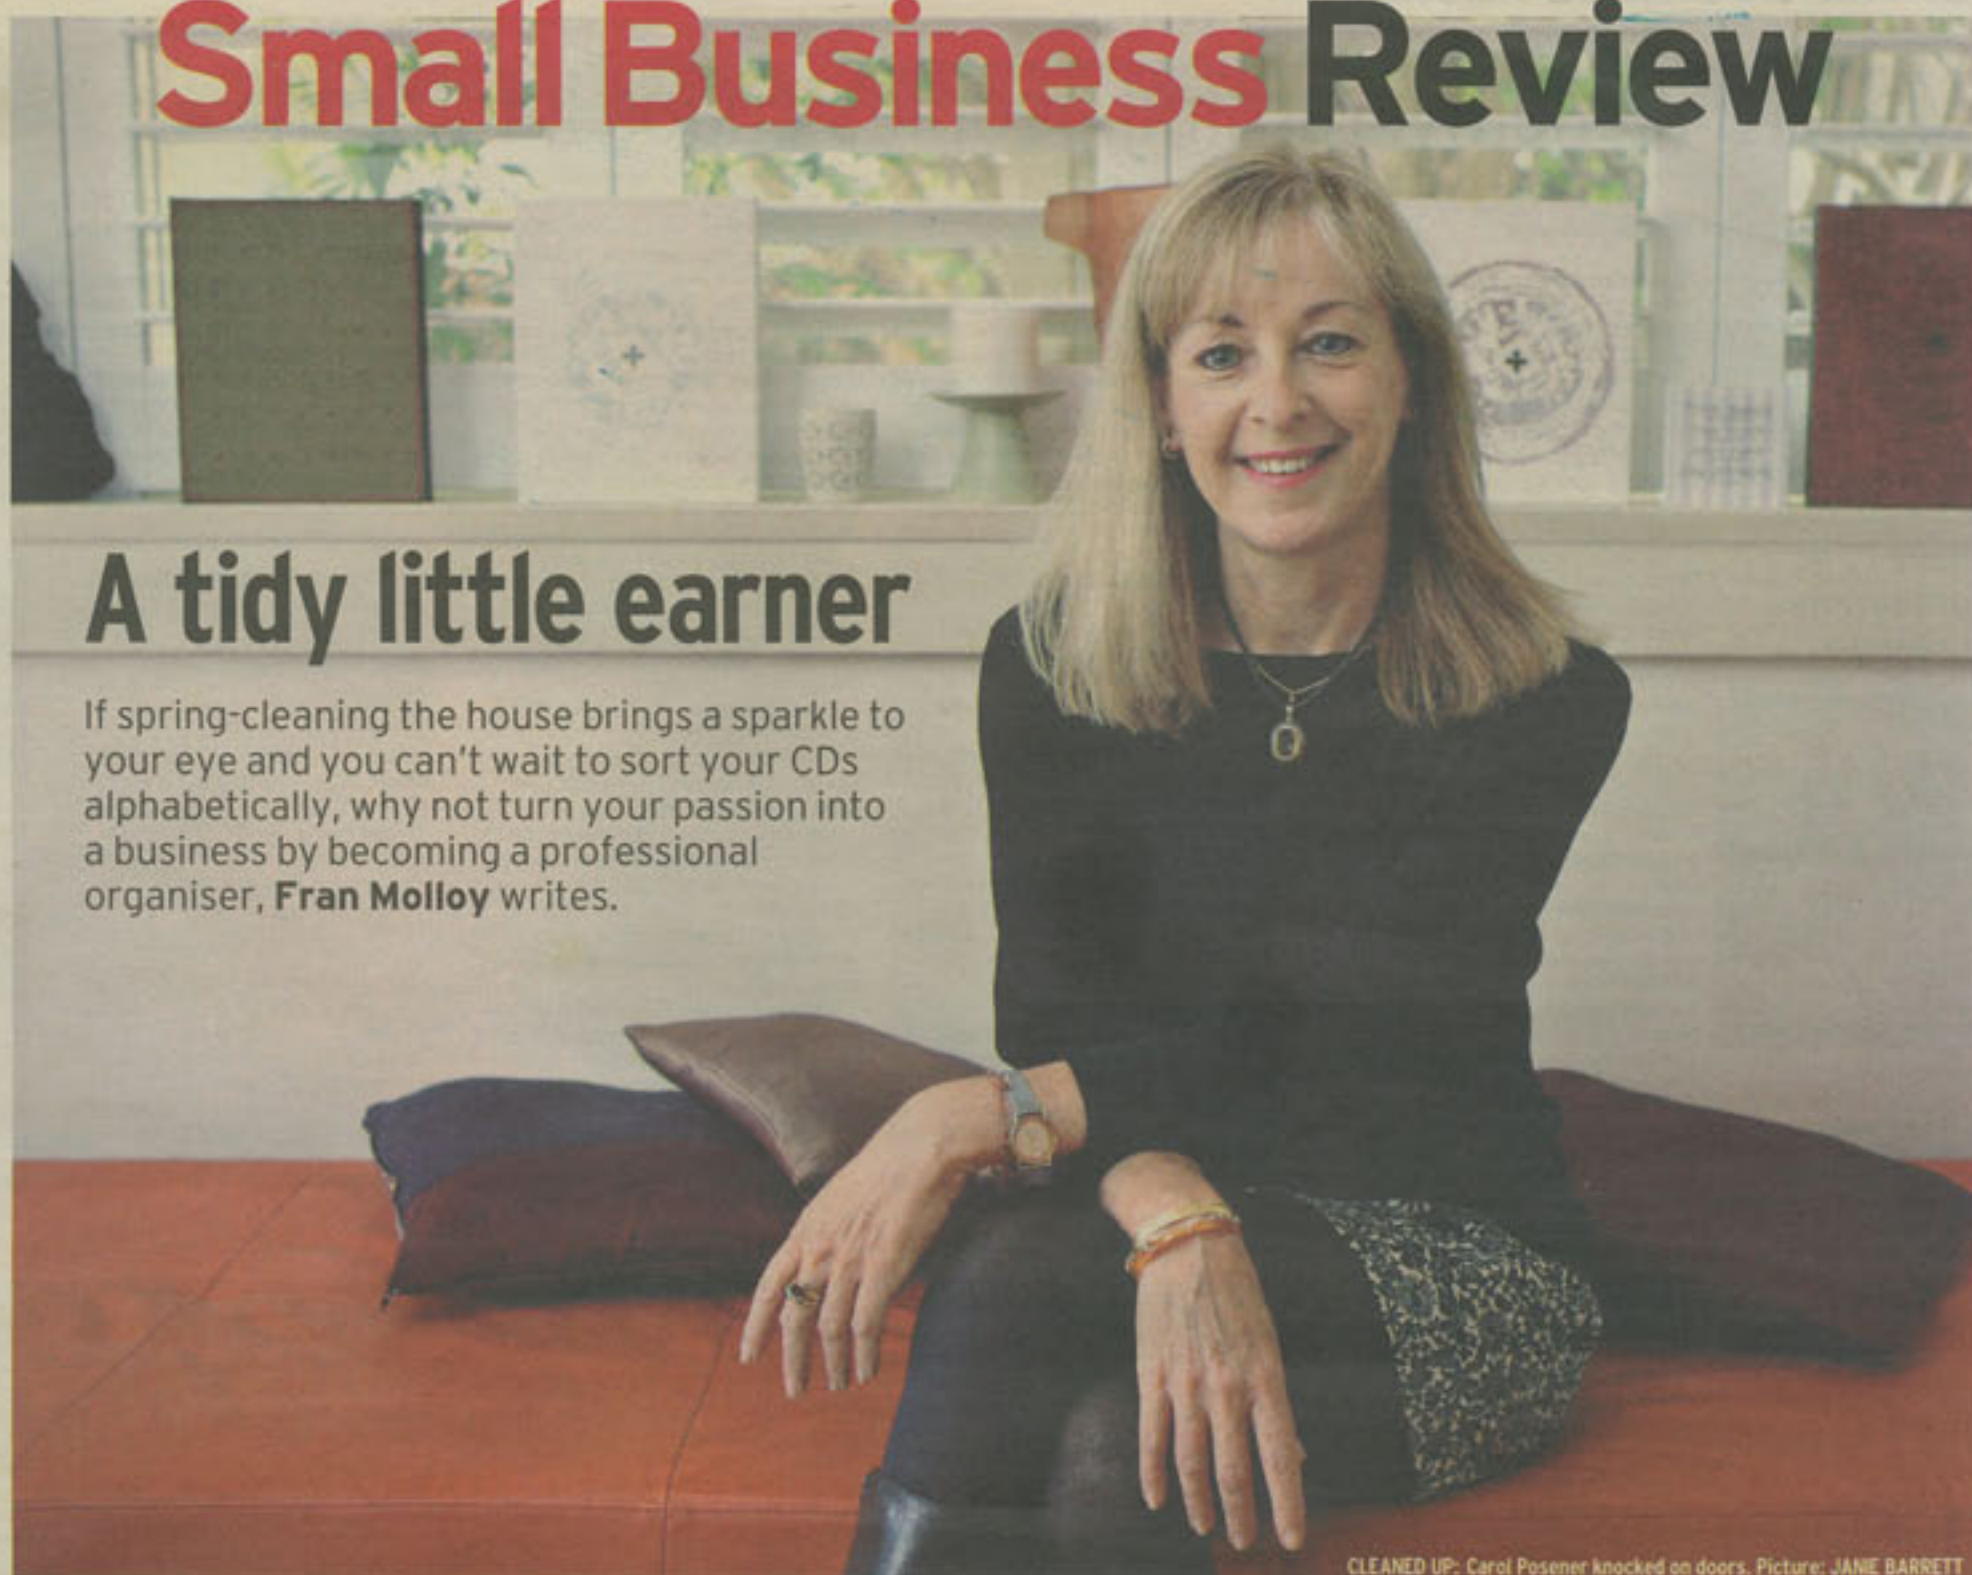 Small Business Review
A tidy little earner
If spring-cleaning the house brings a sparkle to
your eye and you can't wait to sort your CDs
alphabetically, why not turn your passion into
a business by becoming a professional
organiser, Fran Molloy writes.
CLEANED UP: Carol Posener knocked on doors. Picture: JANIE BARRETT